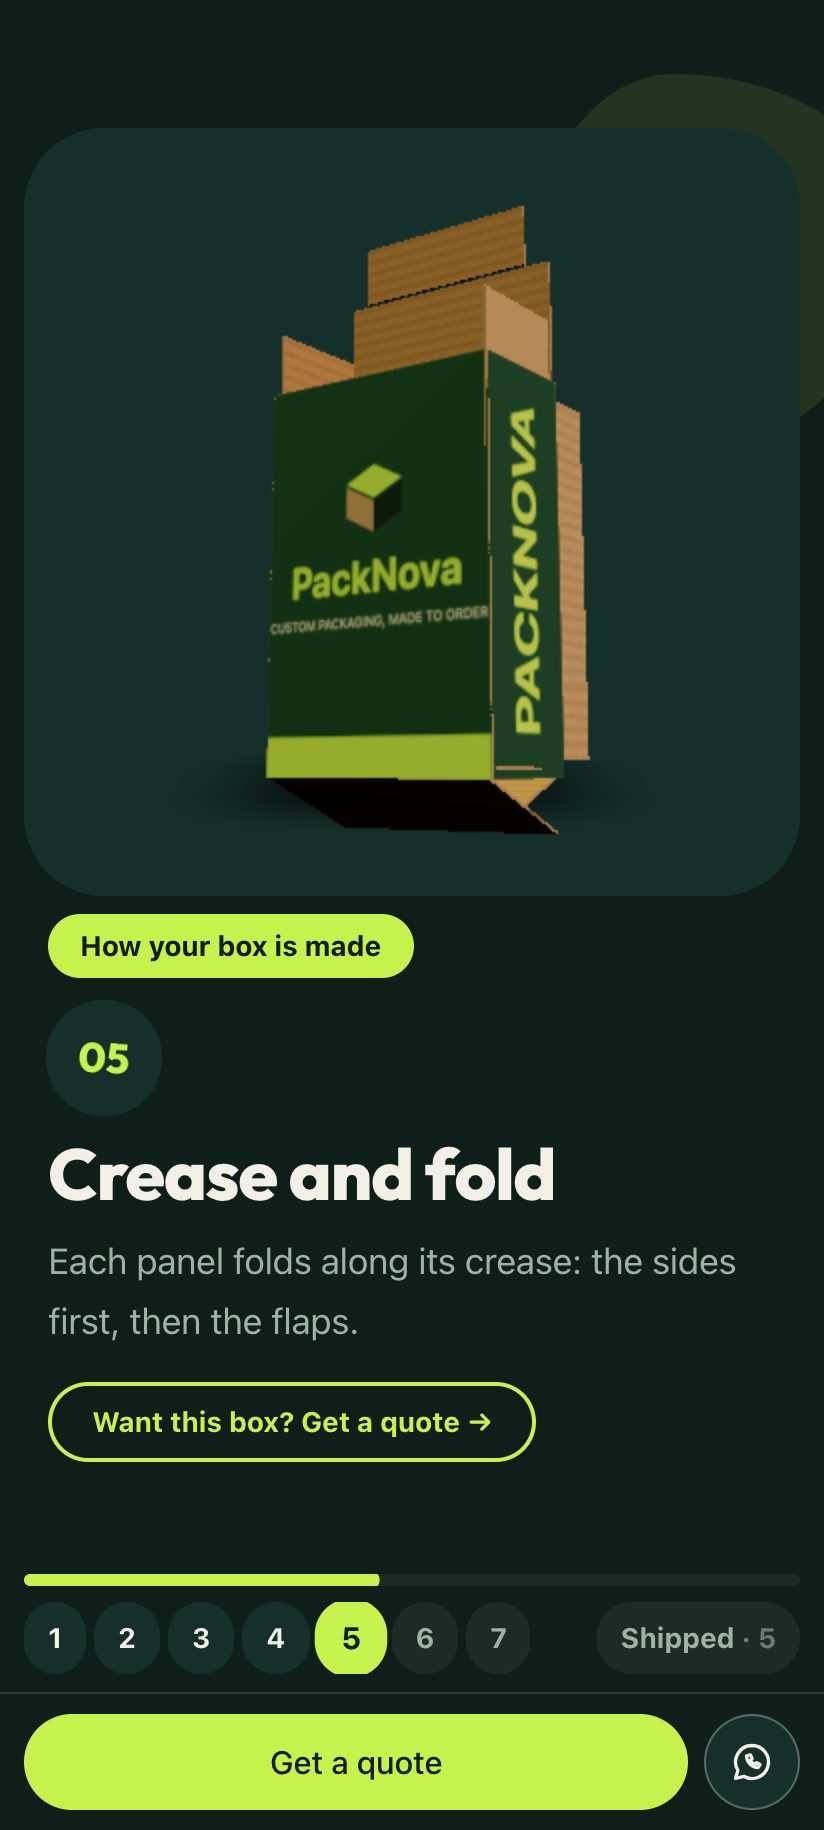 PackNova
CUSTOM PACKAGING, MADE TO ORDER
PACKNOVA
How your box is made
05
Crease and fold
Each panel folds along its crease: the sides
first, then the flaps.
Want this box? Get a quote →
1 2 3 4 5 6 7 Shipped · 5
Get a quote